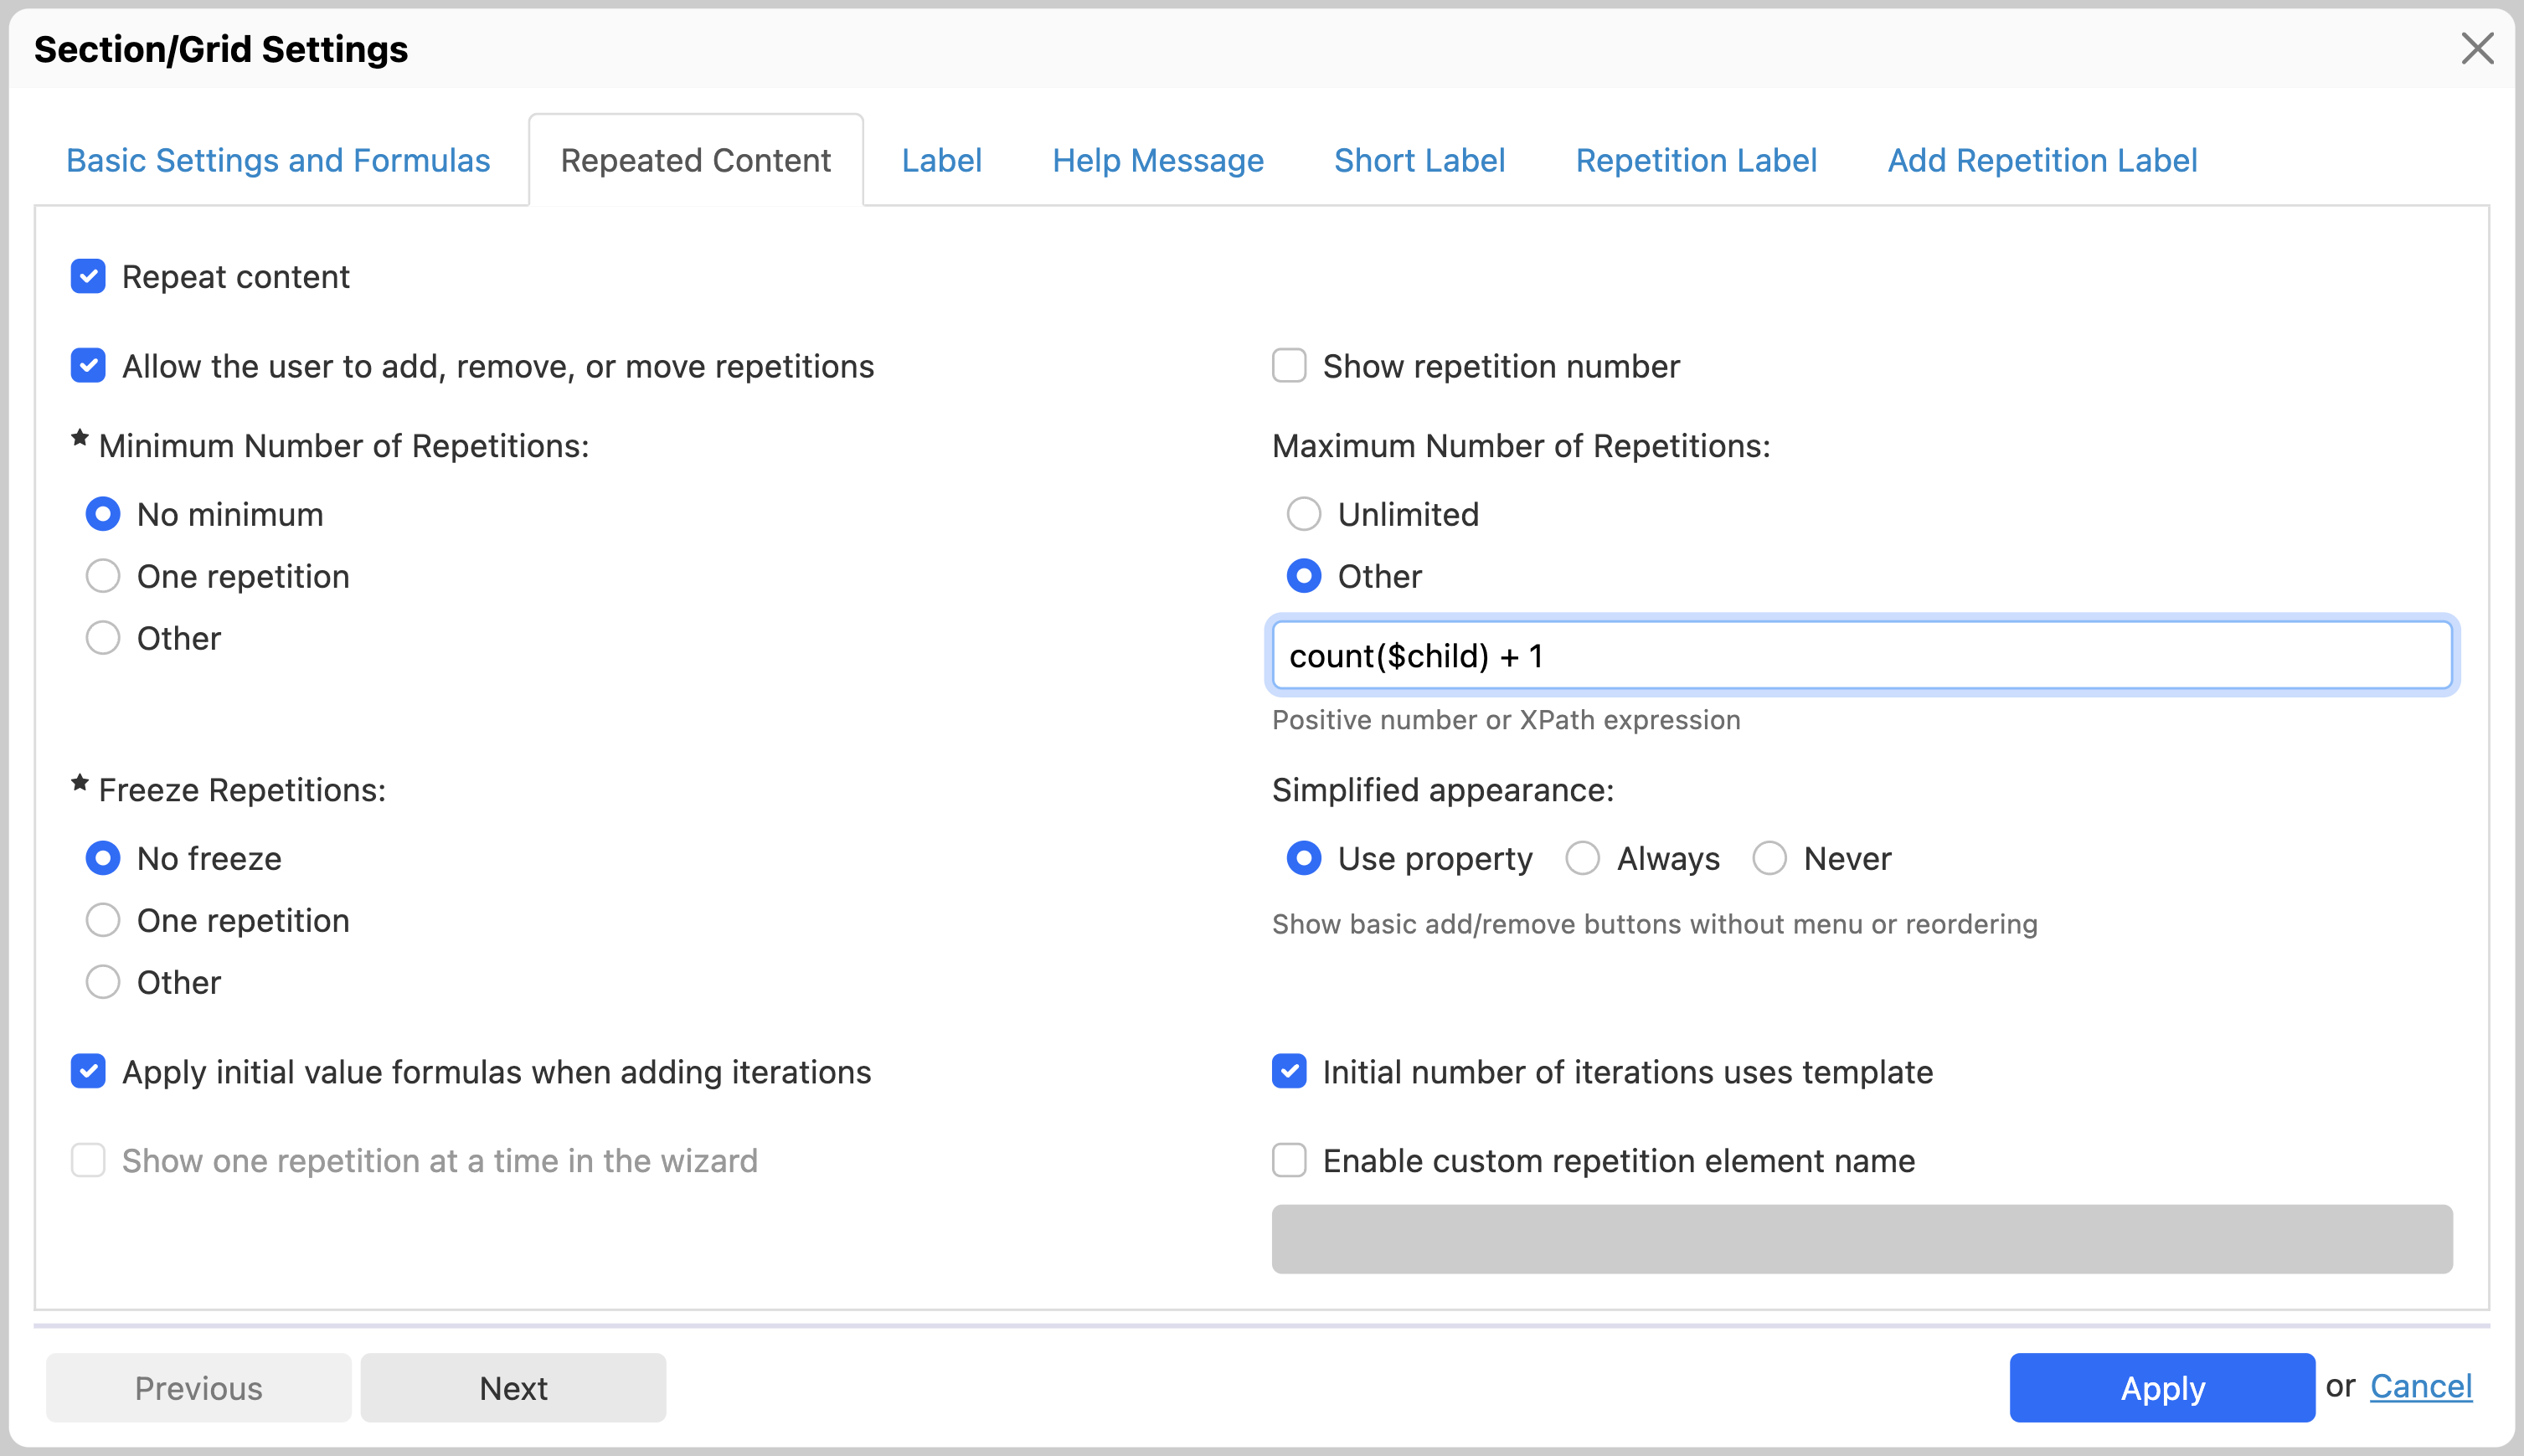 Section/Grid Settings
Basic Settings and Formulas
Repeated Content
Label
Help Message
Short Label
Repetition Label
Add Repetition Label
Repeat content
Allow the user to add, remove, or move repetitions
Show repetition number
Minimum Number of Repetitions:
No minimum
One repetition
Other
Maximum Number of Repetitions:
Unlimited
Other
count($child) + 1
Positive number or XPath expression
Freeze Repetitions:
No freeze
One repetition
Other
Simplified appearance:
Use property
Always
Never
Show basic add/remove buttons without menu or reordering
Apply initial value formulas when adding iterations
Initial number of iterations uses template
Show one repetition at a time in the wizard
Enable custom repetition element name
Previous
Next
Apply
or Cancel